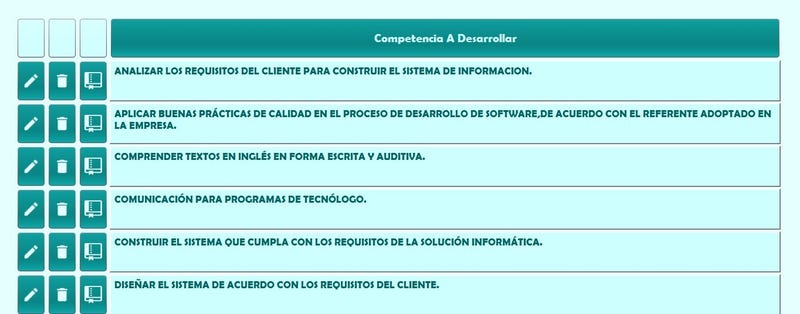 Competencia A Desarrollar
ANALIZAR LOS REQUISITOS DEL CLIENTE PARA CONSTRUIR EL SISTEMA DE INFORMACION.
APLICAR BUENAS PRÁCTICAS DE CALIDAD EN EL PROCESO DE DESARROLLO DE SOFTWARE,DE ACUERDO CON EL REFERENTE ADOPTADO EN
LA EMPRESA.
COMPRENDER TEXTOS EN INGLÉS EN FORMA ESCRITA Y AUDITIVA.
COMUNICACIÓN PARA PROGRAMAS DE TECNÓLOGO.
CONSTRUIR EL SISTEMA QUE CUMPLA CON LOS REQUISITOS DE LA SOLUCIÓN INFORMÁTICA.
DISEÑAR EL SISTEMA DE ACUERDO CON LOS REQUISITOS DEL CLIENTE.